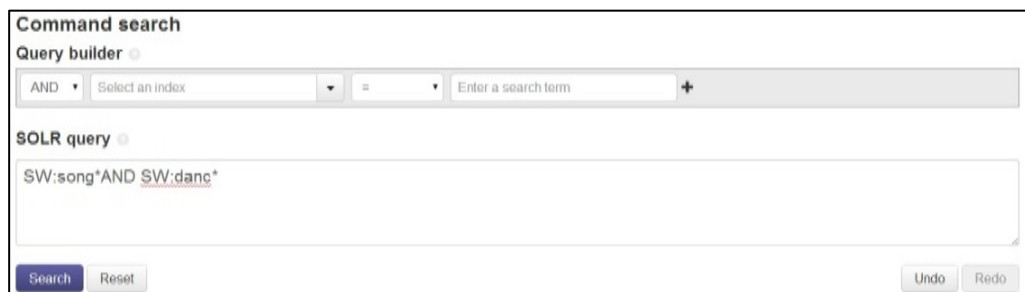 Command search
Query builder
AND Select an index = Enter a search term +
SOLR query
SW:song*AND SW:danc*
Search Reset Undo Redo